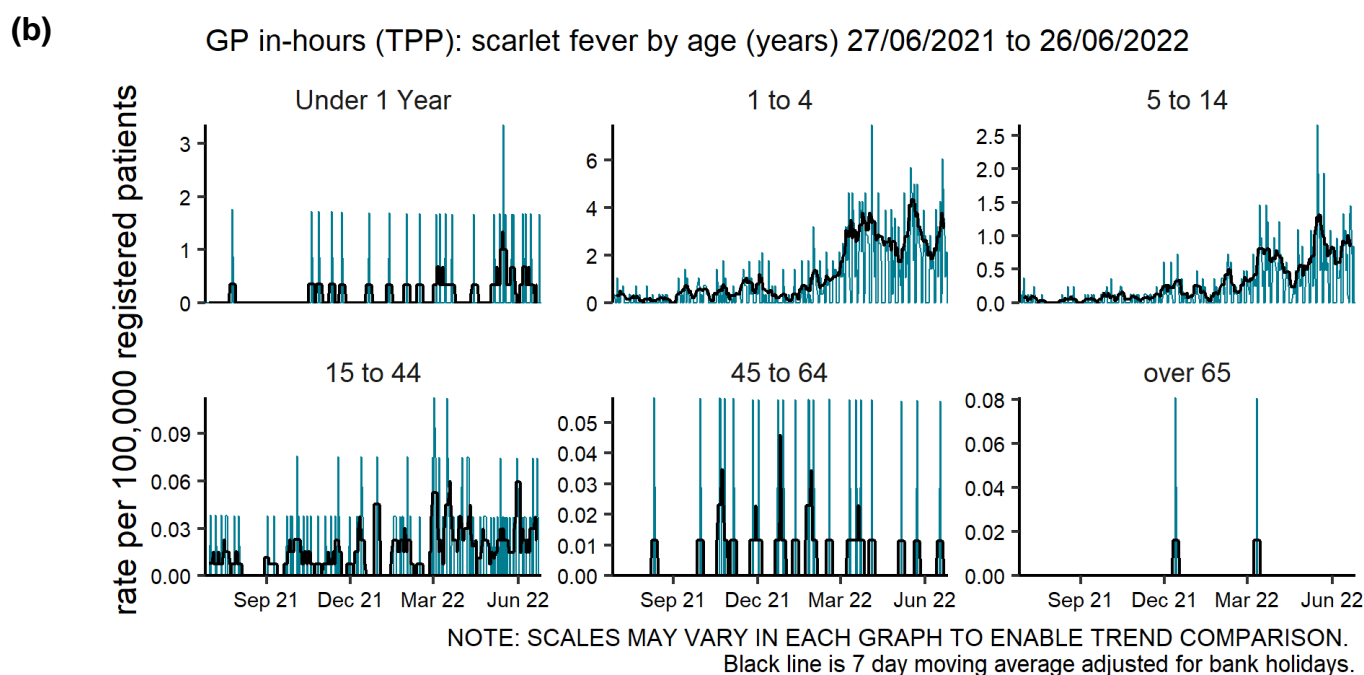 (b)
GP in-hours (TPP): scarlet fever by age (years) 27/06/2021 to 26/06/2022
rate per 100,000 registered patients
Under 1 Year
3
2
1
0
1 to 4
6
4
2
0
5 to 14
2.5
2.0
1.5
1.0
0.5
0.0
15 to 44
0.09
0.06
0.03
0.00
Sep 21 Dec 21 Mar 22 Jun 22
45 to 64
0.05
0.04
0.03
0.02
0.01
0.00
Sep 21 Dec 21 Mar 22 Jun 22
over 65
0.08
0.06
0.04
0.02
0.00
Sep 21 Dec 21 Mar 22 Jun 22
NOTE: SCALES MAY VARY IN EACH GRAPH TO ENABLE TREND COMPARISON.
Black line is 7 day moving average adjusted for bank holidays.